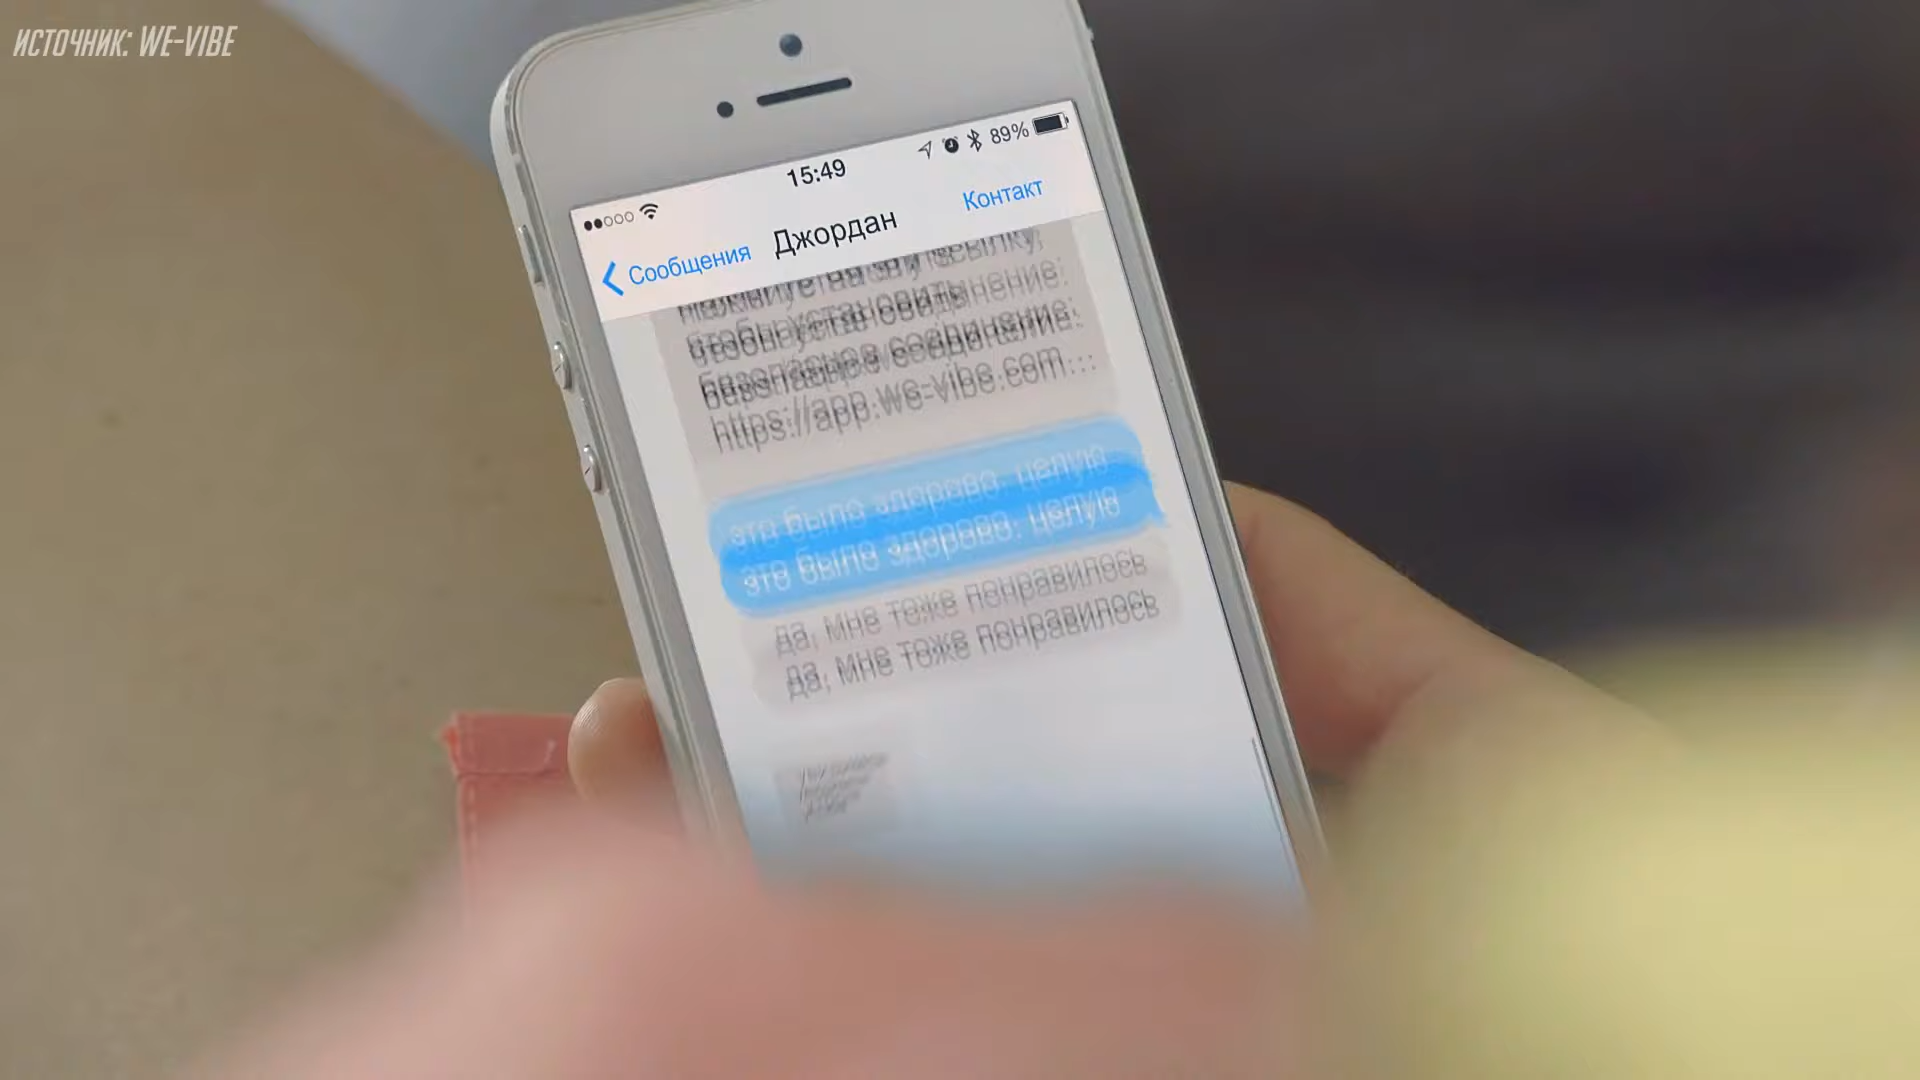 ИСТОЧНИК: WE-VIBE
15:49
89%
Сообщения
Джордан
Контакт
чтобы установить
безопасное соединение:
https://app.we-vibe.com...
это было здорово. целую
да, мне тоже понравилось